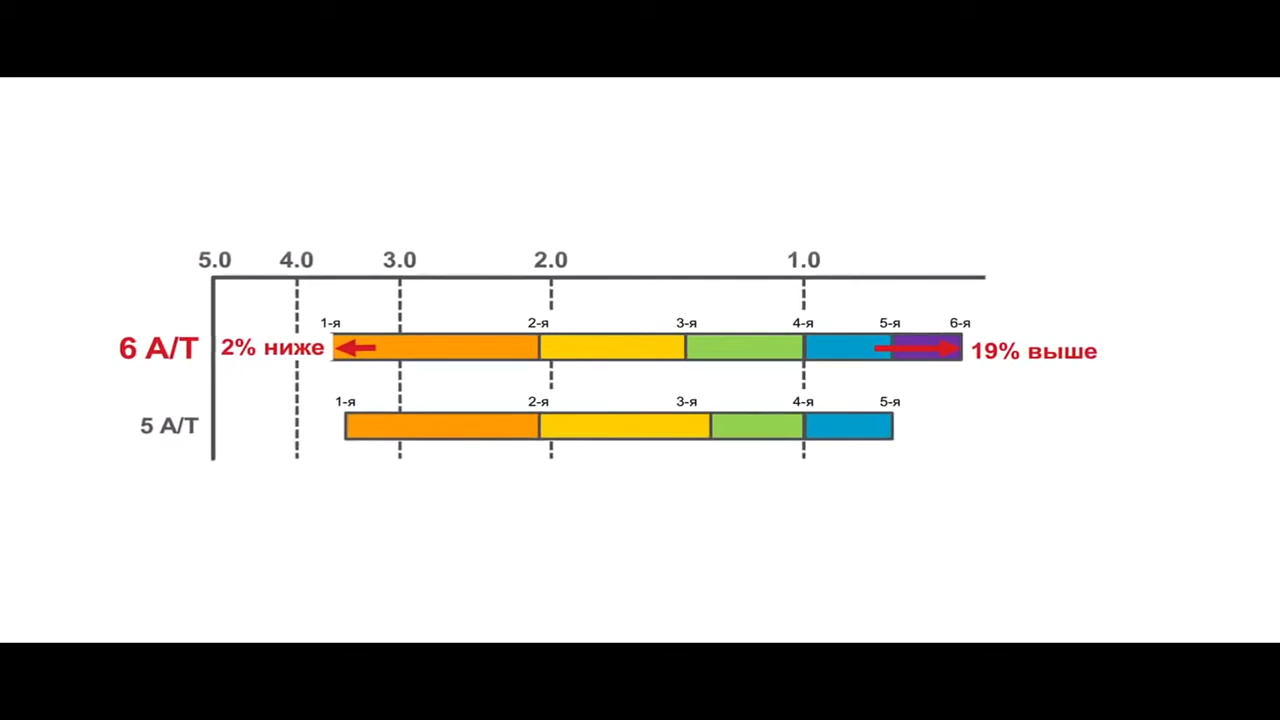 5.0 4.0 3.0 2.0 1.0
1-я 2-я 3-я 4-я 5-я 6-я
6 A/T 2% ниже 19% выше
1-я 2-я 3-я 4-я 5-я
5 A/T